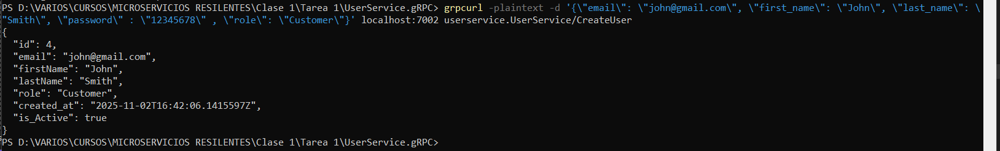 PS D:\VARIOS\CURSOS\MICROSERVICIOS RESILENTES\Clase 1\Tarea 1\UserService.gRPC> grpcurl -plaintext -d '{\"email\": \"john@gmail.com\", \"first_name\": \"John\", \"last_name\": \
"Smith\", \"password\" : \"12345678\" , \"role\": \"Customer\"}' localhost:7002 userservice.UserService/CreateUser
{
  "id": 4,
  "email": "john@gmail.com",
  "firstName": "John",
  "lastName": "Smith",
  "role": "Customer",
  "created_at": "2025-11-02T16:42:06.1415597Z",
  "is_Active": true
}
PS D:\VARIOS\CURSOS\MICROSERVICIOS RESILENTES\Clase 1\Tarea 1\UserService.gRPC>